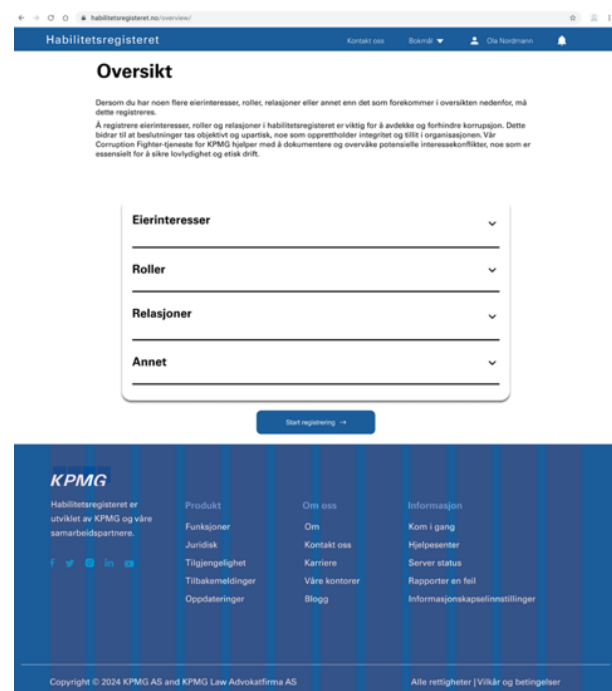 habilitetsregisteret.no/overview/
Habilitetsregisteret
Kontakt oss
Bokmål
Ola Nordmann
Oversikt
Dersom du har noen flere eierinteresser, roller, relasjoner eller annet enn det som forekommer i oversikten nedenfor, må
dette registreres.
Å registrere eierinteresser, roller og relasjoner i habilitetsregisteret er viktig for å avdekke og forhindre korrupsjon. Dette
bidrar til at beslutninger tas objektivt og upartisk, noe som opprettholder integritet og tillit i organisasjonen. Vår
Corruption Fighter-tjeneste for KPMG hjelper med å dokumentere og overvåke potensielle interessekonflikter, noe som er
essensielt for å sikre lovlydighet og etisk drift.
Eierinteresser
Roller
Relasjoner
Annet
Start registrering →
KPMG
Habilitetsregisteret er
utviklet av KPMG og våre
samarbeidspartnere.
Produkt
Funksjoner
Juridisk
Tilgjengelighet
Tilbakemeldinger
Oppdateringer
Om oss
Om
Kontakt oss
Karriere
Våre kontorer
Blogg
Informasjon
Kom i gang
Hjelpesenter
Server status
Rapporter en feil
Informasjonskapselinnstillinger
Copyright © 2024 KPMG AS and KPMG Law Advokatfirma AS
Alle rettigheter | Vilkår og betingelser